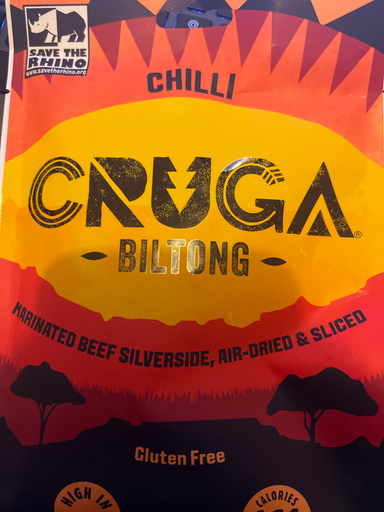 SAVE THE
RHINO
www.savetherhino.org
CHILLI
CRUGA®
BILTONG
MARINATED BEEF SILVERSIDE, AIR-DRIED & SLICED
Gluten Free
HIGH IN
CALORIES